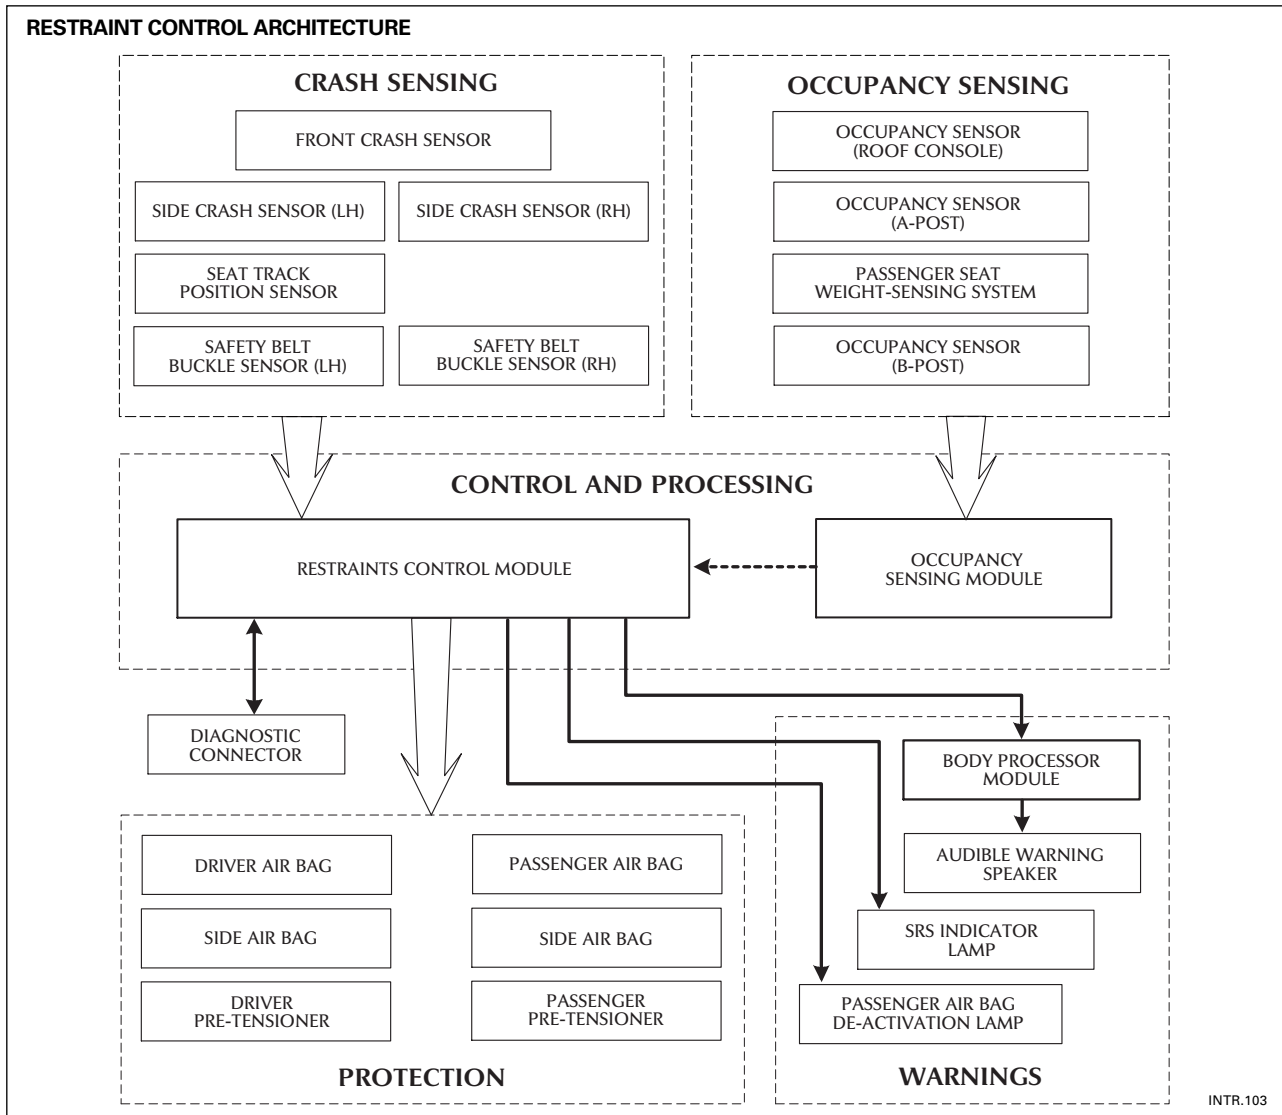 RESTRAINT CONTROL ARCHITECTURE
CRASH SENSING
FRONT CRASH SENSOR
SIDE CRASH SENSOR (LH)
SIDE CRASH SENSOR (RH)
SEAT TRACK
POSITION SENSOR
SAFETY BELT
BUCKLE SENSOR (LH)
SAFETY BELT
BUCKLE SENSOR (RH)
OCCUPANCY SENSING
OCCUPANCY SENSOR
(ROOF CONSOLE)
OCCUPANCY SENSOR
(A-POST)
PASSENGER SEAT
WEIGHT-SENSING SYSTEM
OCCUPANCY SENSOR
(B-POST)
CONTROL AND PROCESSING
RESTRAINTS CONTROL MODULE
OCCUPANCY
SENSING MODULE
DIAGNOSTIC
CONNECTOR
DRIVER AIR BAG
PASSENGER AIR BAG
SIDE AIR BAG
SIDE AIR BAG
DRIVER
PRE-TENSIONER
PASSENGER
PRE-TENSIONER
PROTECTION
BODY PROCESSOR
MODULE
AUDIBLE WARNING
SPEAKER
SRS INDICATOR
LAMP
PASSENGER AIR BAG
DE-ACTIVATION LAMP
WARNINGS
INTR.103